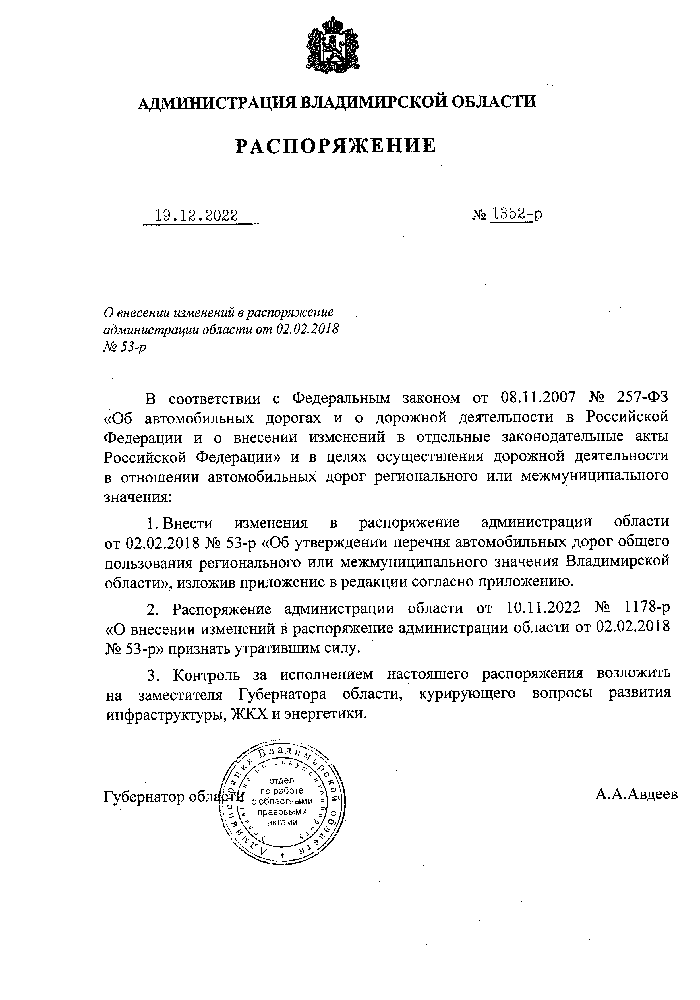 АДМИНИСТРАЦИЯ ВЛАДИМИРСКОЙ ОБЛАСТИ
РАСПОРЯЖЕНИЕ
19.12.2022 № 1352-р
О внесении изменений в распоряжение
администрации области от 02.02.2018
№ 53-р
В соответствии с Федеральным законом от 08.11.2007 № 257-ФЗ
«Об автомобильных дорогах и о дорожной деятельности в Российской
Федерации и о внесении изменений в отдельные законодательные акты
Российской Федерации» и в целях осуществления дорожной деятельности
в отношении автомобильных дорог регионального или межмуниципального
значения:
1. Внести изменения в распоряжение администрации области
от 02.02.2018 № 53-р «Об утверждении перечня автомобильных дорог общего
пользования регионального или межмуниципального значения Владимирской
области», изложив приложение в редакции согласно приложению.
2. Распоряжение администрации области от 10.11.2022 № 1178-р
«О внесении изменений в распоряжение администрации области от 02.02.2018
№ 53-р» признать утратившим силу.
3. Контроль за исполнением настоящего распоряжения возложить
на заместителя Губернатора области, курирующего вопросы развития
инфраструктуры, ЖКХ и энергетики.
Губернатор области А.А.Авдеев
Администрация Владимирской области *
Управление по документообороту
отдел
по работе
с областными
правовыми
актами